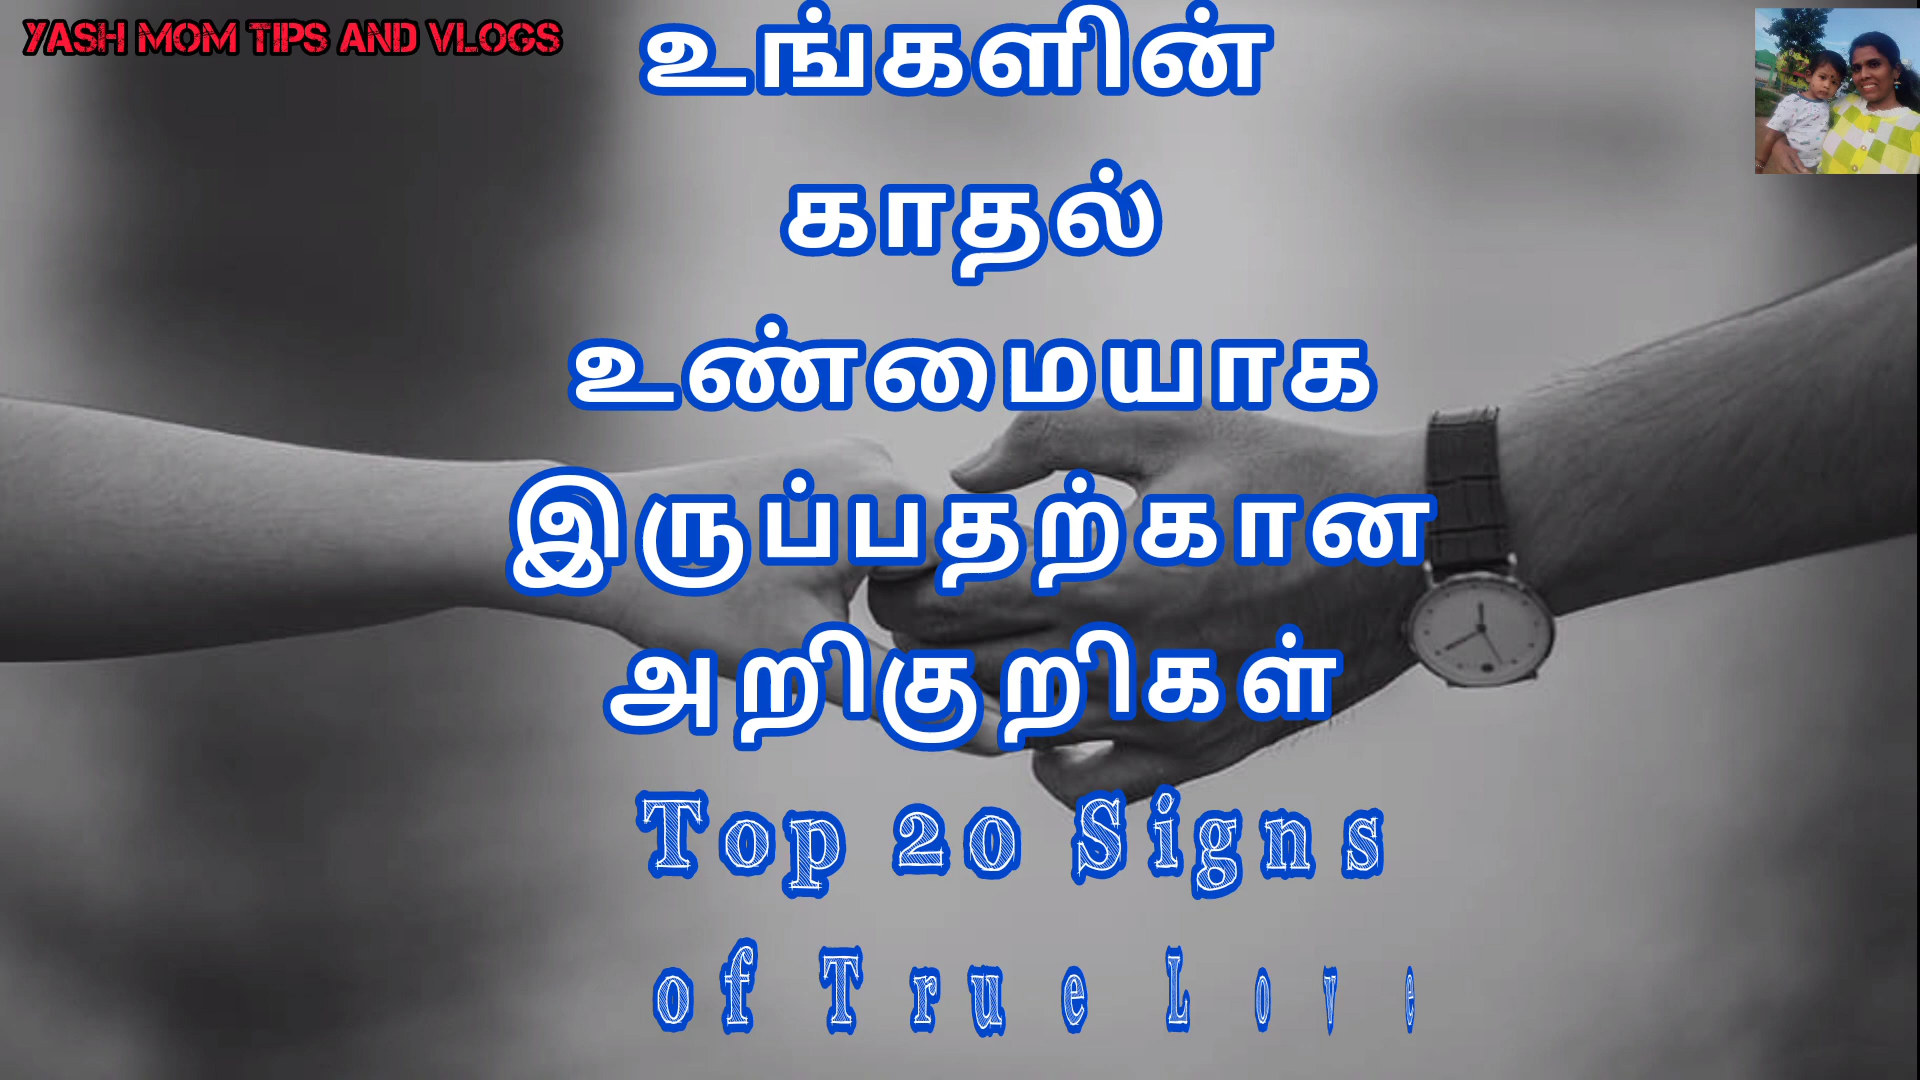 YASH MOM TIPS AND VLOGS
உங்களின்
காதல்
உண்மையாக
இருப்பதற்கான
அறிகுறிகள்
Top 20 Signs
of True Love